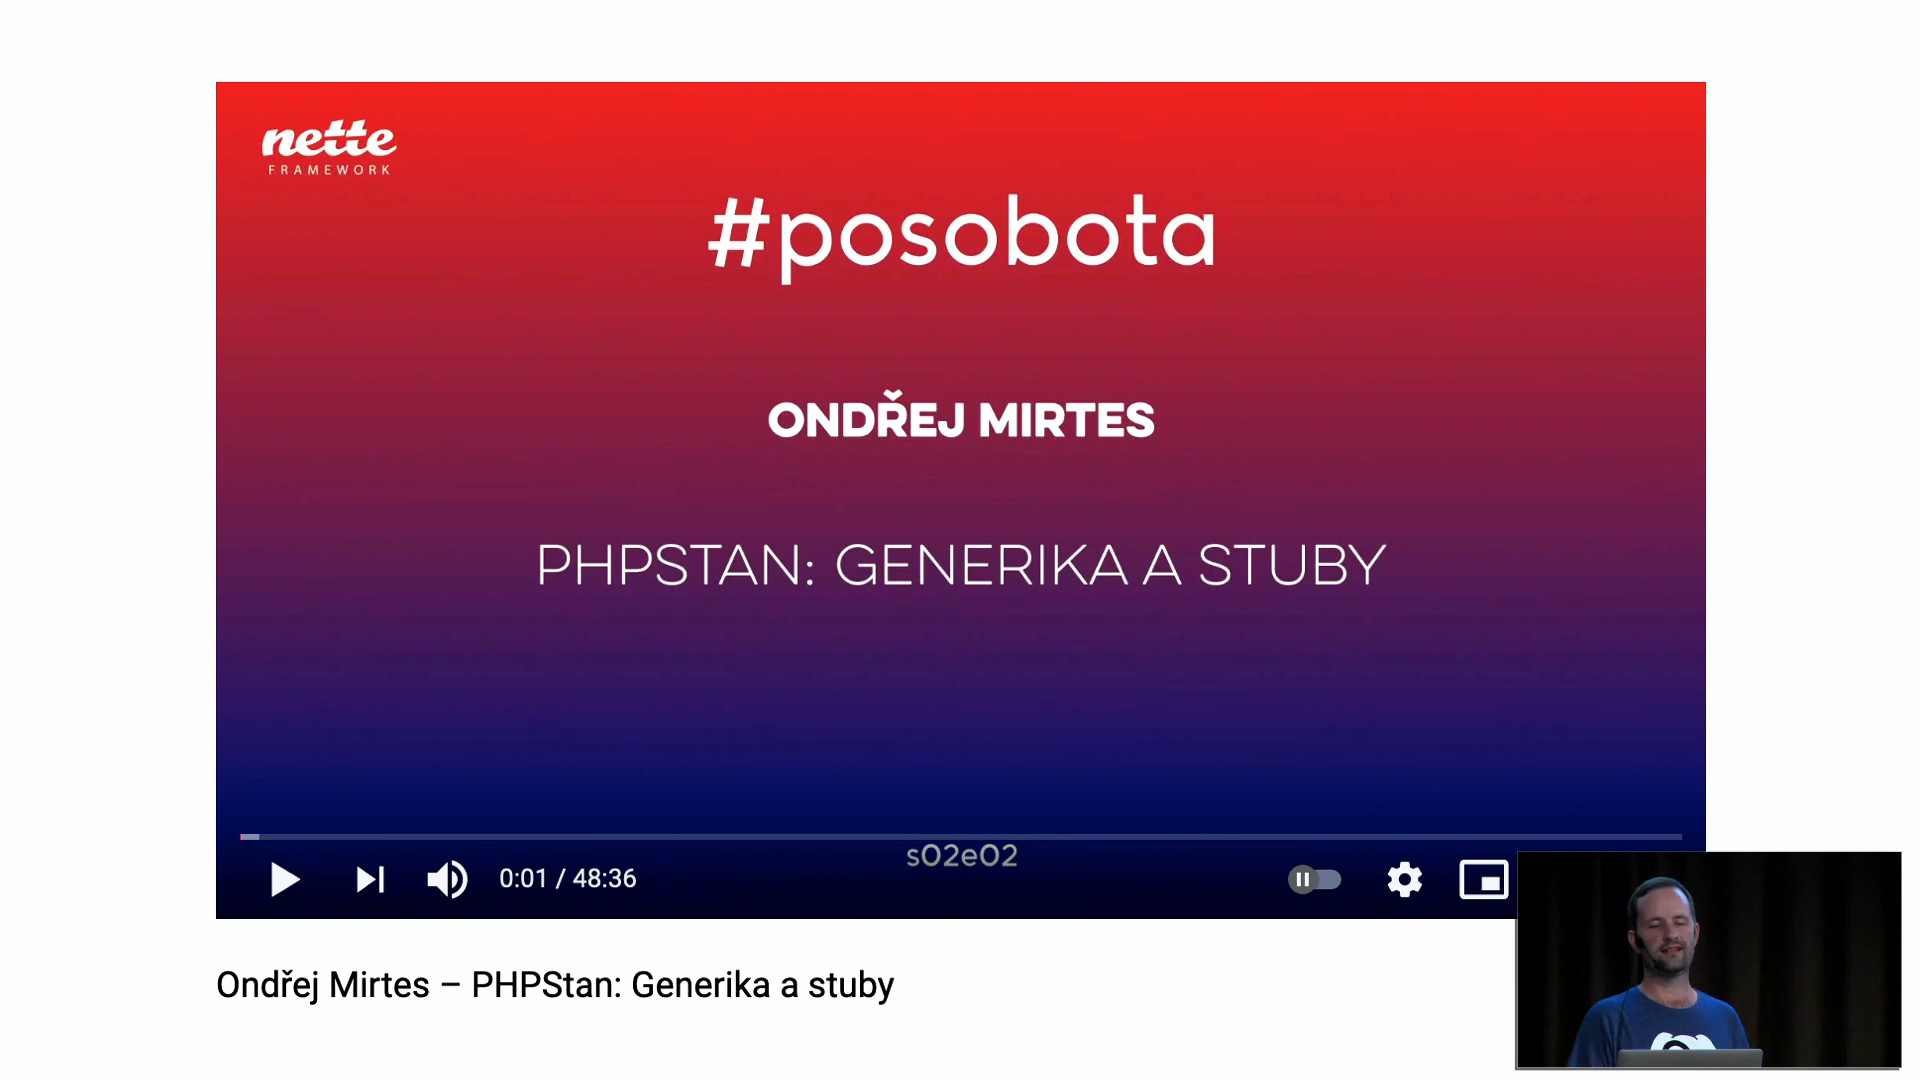 nette
FRAMEWORK
#posobota
ONDŘEJ MIRTES
PHPSTAN: GENERIKA A STUBY
s02e02
0:01 / 48:36
Ondřej Mirtes – PHPStan: Generika a stuby